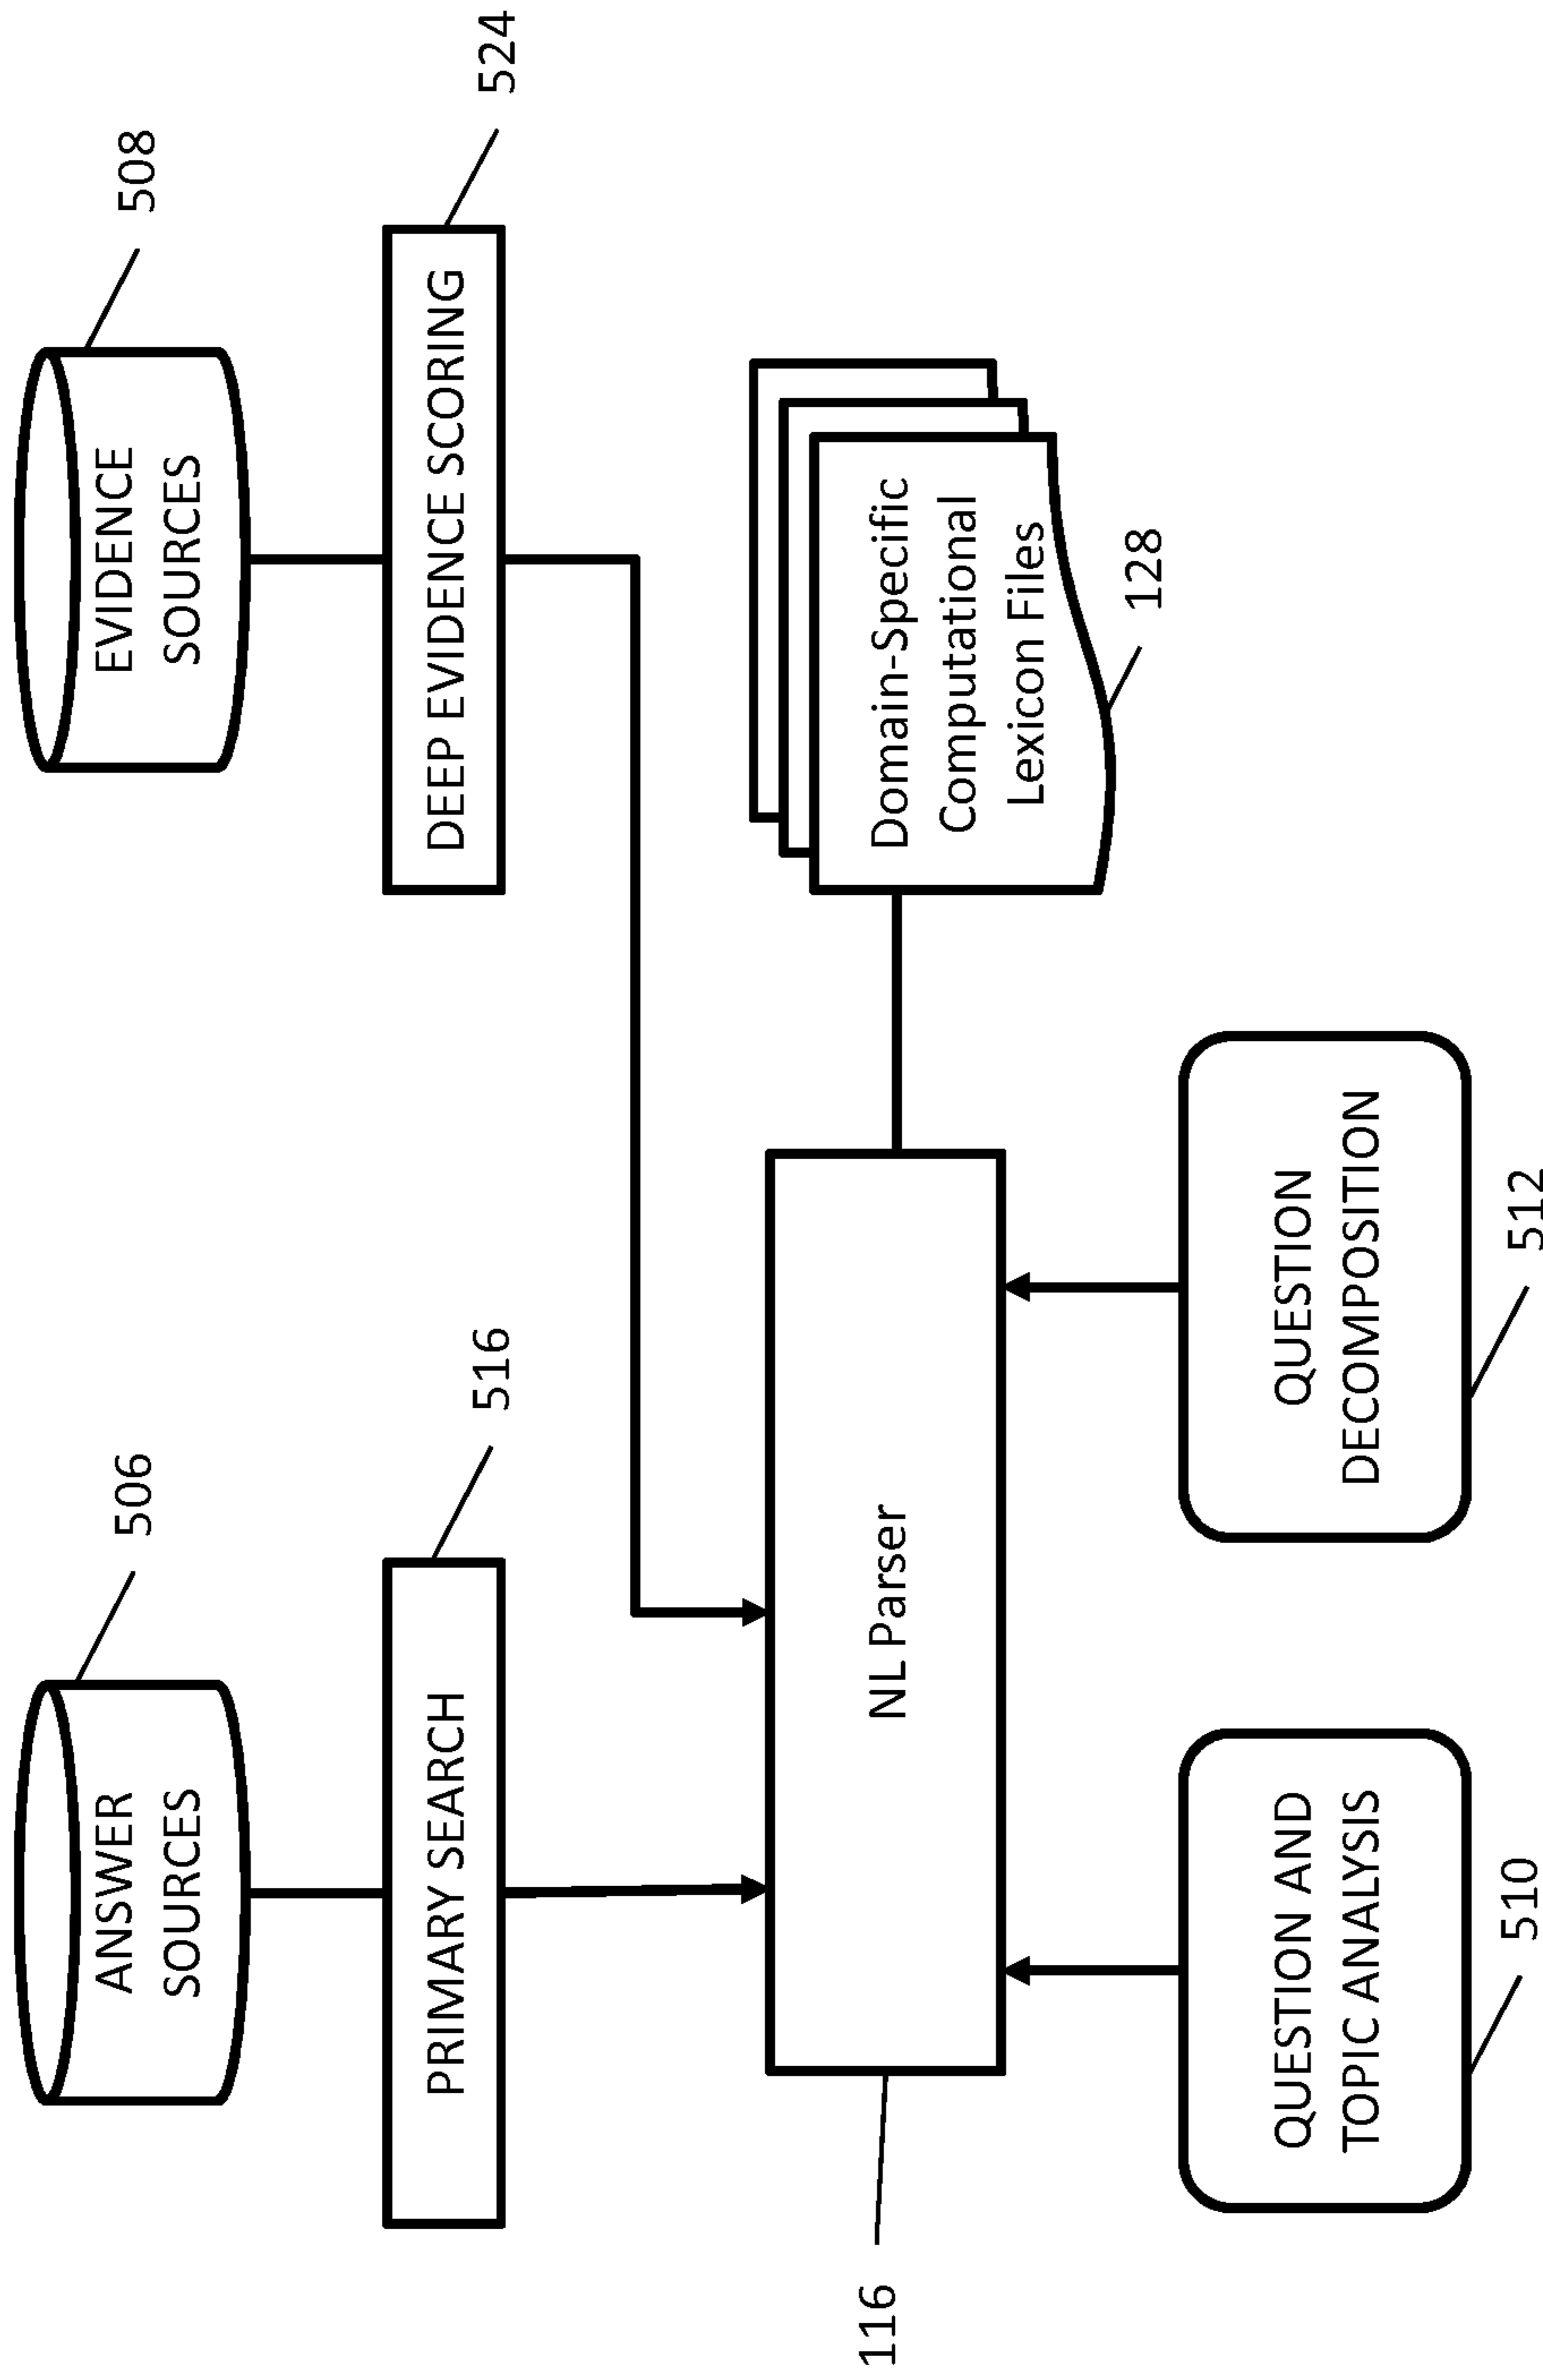 506
ANSWER
SOURCES
508
EVIDENCE
SOURCES
516
PRIMARY SEARCH
524
DEEP EVIDENCE SCORING
116
NL Parser
Domain-Specific
Computational
Lexicon Files
128
QUESTION AND
TOPIC ANALYSIS
510
QUESTION
DECOMPOSITION
512